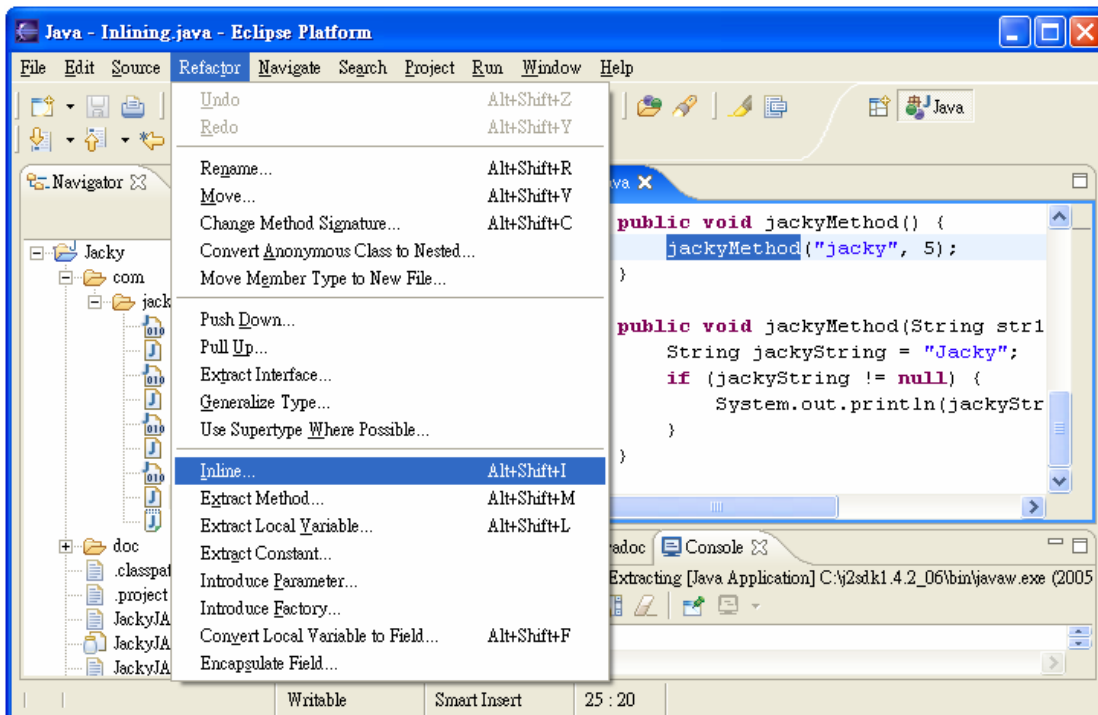 Java - Inlining.java - Eclipse Platform
File Edit Source Refactor Navigate Search Project Run Window Help
Undo Alt+Shift+Z
Redo Alt+Shift+Y
Java
Rename... Alt+Shift+R
Move... Alt+Shift+V
Change Method Signature... Alt+Shift+C
Convert Anonymous Class to Nested...
Move Member Type to New File...
Push Down...
Pull Up...
Extract Interface...
Generalize Type...
Use Supertype Where Possible...
Inline... Alt+Shift+I
Extract Method... Alt+Shift+M
Extract Local Variable... Alt+Shift+L
Extract Constant...
Introduce Parameter...
Introduce Factory...
Convert Local Variable to Field... Alt+Shift+F
Encapsulate Field...
Navigator
Jacky
com
jack
doc
.classpat
.project
JackyJA
JackyJA
JackyJA
va
public void jackyMethod() {
jackyMethod("jacky", 5);
}
public void jackyMethod(String str1
String jackyString = "Jacky";
if (jackyString != null) {
System.out.println(jackyStr
}
}
vadoc Console
Extracting [Java Application] C:\j2sdk1.4.2_06\bin\javaw.exe (2005
Writable Smart Insert 25 : 20